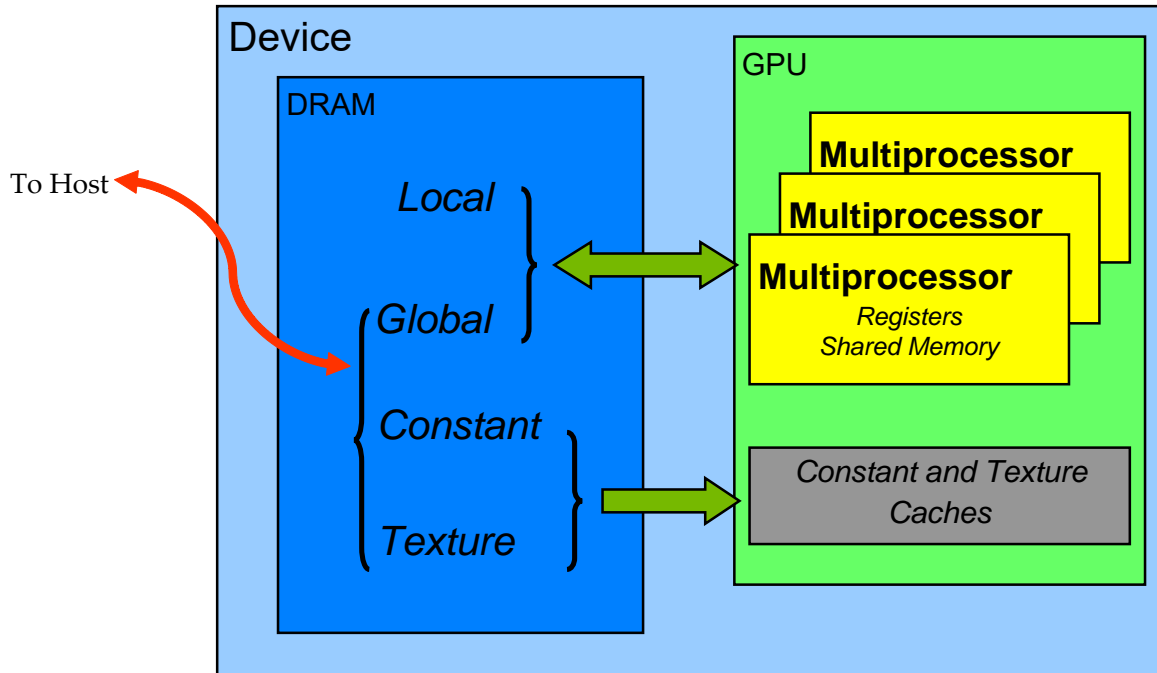 Device
To Host
DRAM
Local
Global
Constant
Texture
GPU
Multiprocessor
Multiprocessor
Multiprocessor
Registers
Shared Memory
Constant and Texture
Caches